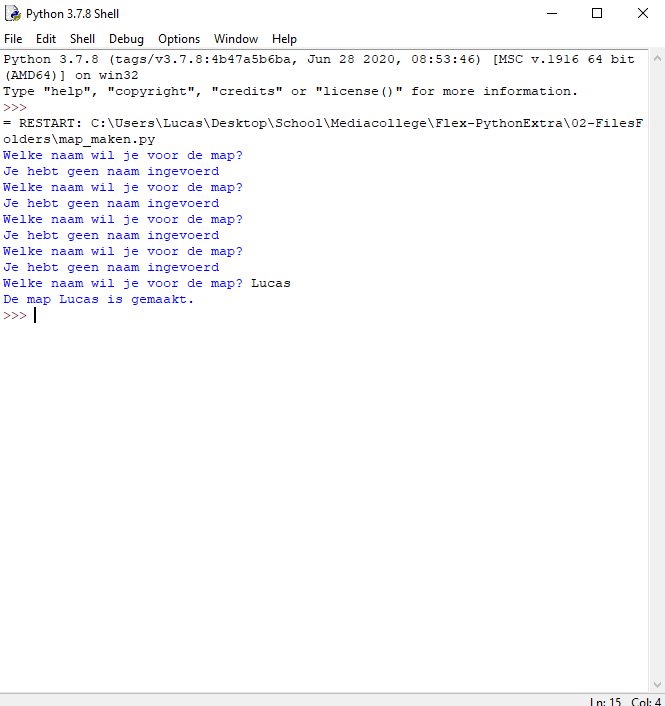 Python 3.7.8 Shell
File Edit Shell Debug Options Window Help
Python 3.7.8 (tags/v3.7.8:4b47a5b6ba, Jun 28 2020, 08:53:46) [MSC v.1916 64 bit
(AMD64)] on win32
Type "help", "copyright", "credits" or "license()" for more information.
>>>
= RESTART: C:\Users\Lucas\Desktop\School\Mediacollege\Flex-PythonExtra\02-FilesF
olders\map_maken.py
Welke naam wil je voor de map?
Je hebt geen naam ingevoerd
Welke naam wil je voor de map?
Je hebt geen naam ingevoerd
Welke naam wil je voor de map?
Je hebt geen naam ingevoerd
Welke naam wil je voor de map?
Je hebt geen naam ingevoerd
Welke naam wil je voor de map? Lucas
De map Lucas is gemaakt.
>>>
Ln: 15 Col: 4